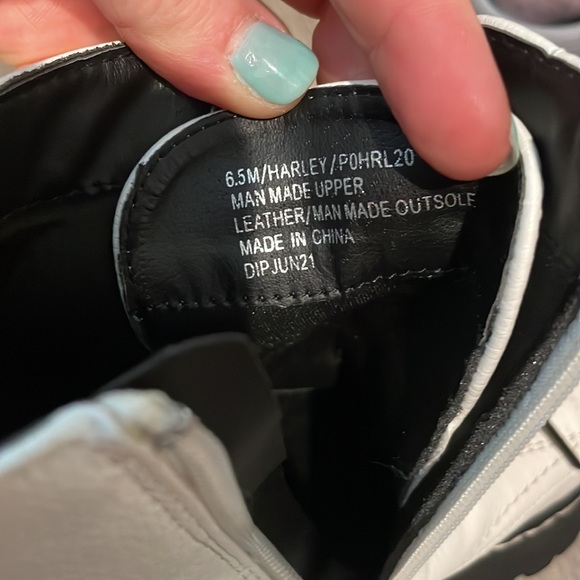 6.5M/HARLEY/P0HRL20
MAN MADE UPPER
LEATHER/MAN MADE OUTSOLE
MADE IN CHINA
DIPJUN21